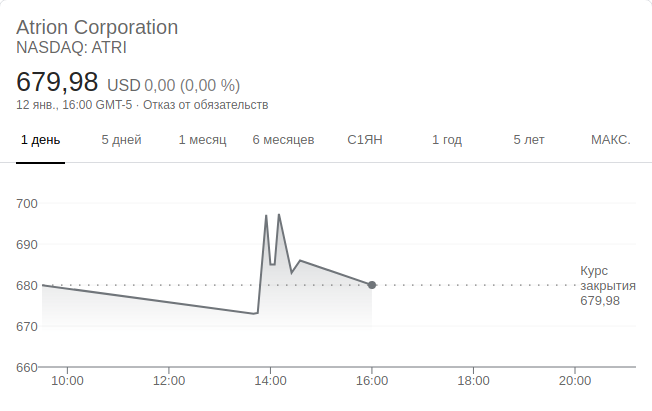 Atrion Corporation
NASDAQ: ATRI
679,98 USD 0,00 (0,00 %)
12 янв., 16:00 GMT-5 · Отказ от обязательств
1 день 5 дней 1 месяц 6 месяцев С1ЯН 1 год 5 лет МАКС.
700
690
680
670
660
Курс
закрытия
679,98
10:00 12:00 14:00 16:00 18:00 20:00